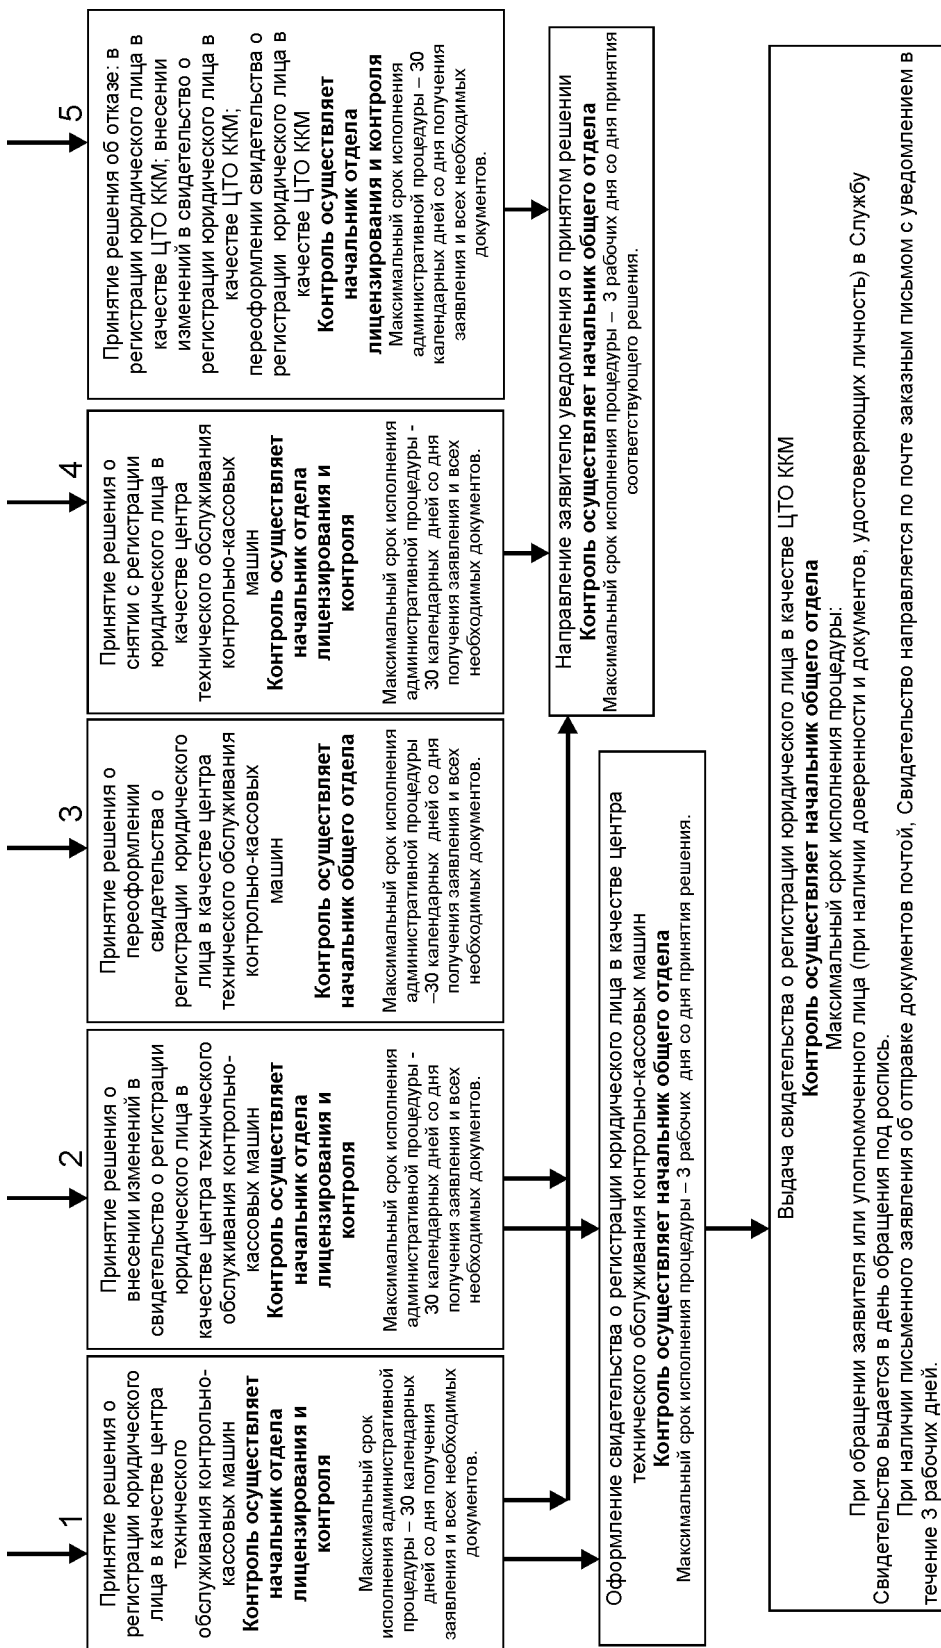 1
Принятие решения о
регистрации юридического
лица в качестве центра
технического
обслуживания контрольно-
кассовых машин
Контроль осуществляет
начальник отдела
лицензирования и
контроля
Максимальный срок
исполнения административной
процедуры – 30 календарных
дней со дня получения
заявления и всех необходимых
документов.
2
Принятие решения о
внесении изменений в
свидетельство о регистрации
юридического лица в
качестве центра технического
обслуживания контрольно-
кассовых машин
Контроль осуществляет
начальник отдела
лицензирования и
контроля
Максимальный срок исполнения
административной процедуры -
30 календарных дней со дня
получения заявления и всех
необходимых документов.
3
Принятие решения о
переоформлении
свидетельства о
регистрации юридического
лица в качестве центра
технического обслуживания
контрольно-кассовых
машин
Контроль осуществляет
начальник общего отдела
Максимальный срок исполнения
административной процедуры
–30 календарных дней со дня
получения заявления и всех
необходимых документов.
4
Принятие решения о
снятии с регистрации
юридического лица в
качестве центра
технического обслуживания
контрольно-кассовых
машин
Контроль осуществляет
начальник отдела
лицензирования и
контроля
Максимальный срок исполнения
административной процедуры -
30 календарных дней со дня
получения заявления и всех
необходимых документов.
5
Принятие решения об отказе: в
регистрации юридического лица в
качестве ЦТО ККМ; внесении
изменений в свидетельство о
регистрации юридического лица в
качестве ЦТО ККМ;
переоформлении свидетельства о
регистрации юридического лица в
качестве ЦТО ККМ
Контроль осуществляет
начальник отдела
лицензирования и контроля
Максимальный срок исполнения
административной процедуры – 30
календарных дней со дня получения
заявления и всех необходимых
документов.
Направление заявителю уведомления о принятом решении
Контроль осуществляет начальник общего отдела
Максимальный срок исполнения процедуры – 3 рабочих дня со дня принятия
соответствующего решения.
Оформление свидетельства о регистрации юридического лица в качестве центра
технического обслуживания контрольно-кассовых машин
Контроль осуществляет начальник общего отдела
Максимальный срок исполнения процедуры – 3 рабочих дня со дня принятия решения.
Выдача свидетельства о регистрации юридического лица в качестве ЦТО ККМ
Контроль осуществляет начальник общего отдела
Максимальный срок исполнения процедуры:
При обращении заявителя или уполномоченного лица (при наличии доверенности и документов, удостоверяющих личность) в Службу
Свидетельство выдается в день обращения под роспись.
При наличии письменного заявления об отправке документов почтой, Свидетельство направляется по почте заказным письмом с уведомлением в
течение 3 рабочих дней.